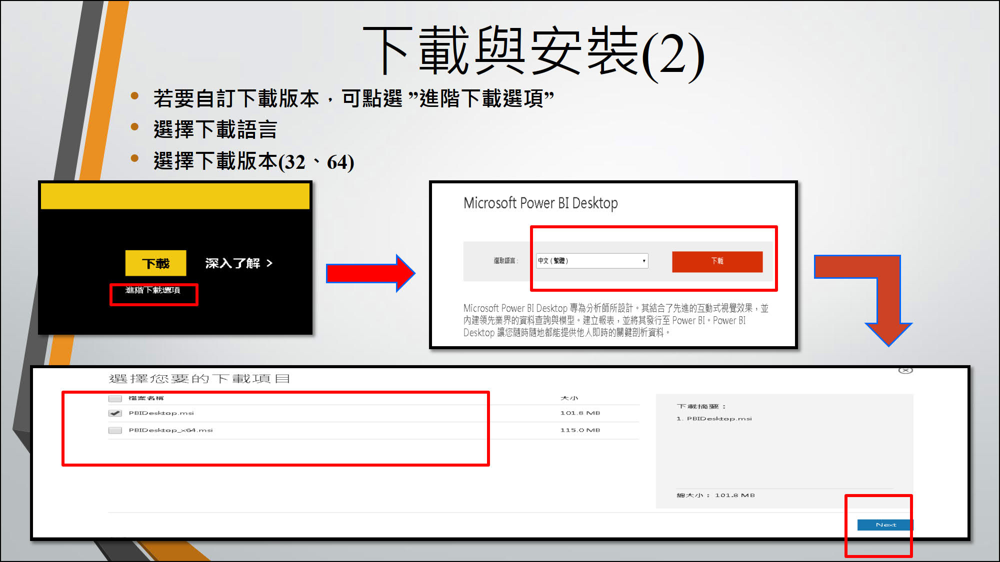 下載與安裝(2)
• 若要自訂下載版本，可點選 ”進階下載選項”
• 選擇下載語言
• 選擇下載版本(32、64)
下載 深入了解 >
進階下載選項
Microsoft Power BI Desktop
選取語言: 中文 (繁體) 下載
Microsoft Power BI Desktop 專為分析師所設計。其結合了先進的互動式視覺效果，並
內建領先業界的資料查詢與模型。建立報表，並將其發行至 Power BI。Power BI
Desktop 讓您隨時隨地都能提供他人即時的關鍵剖析資料。
選擇您要的下載項目
檔案名稱 大小
PBIDesktop.msi 101.8 MB
PBIDesktop_x64.msi 115.0 MB
下載摘要：
1. PBIDesktop.msi
總大小： 101.8 MB
Next